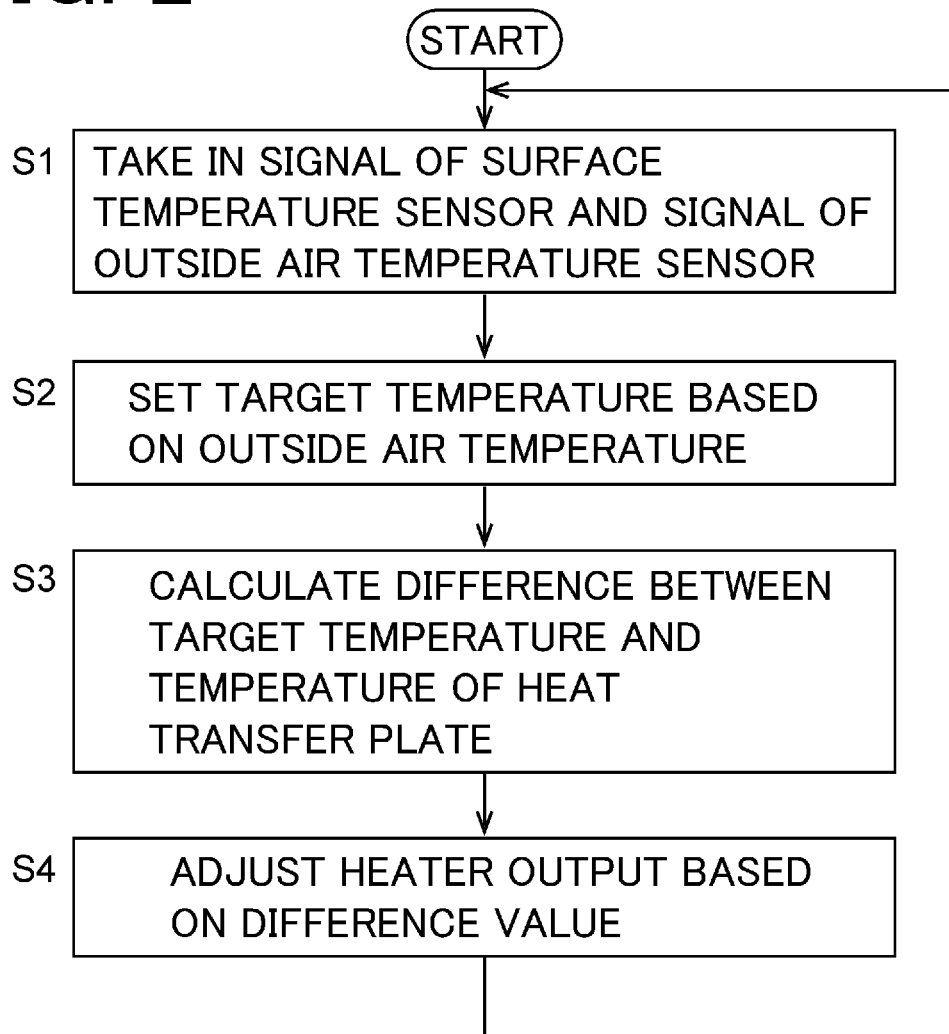 START
S1
TAKE IN SIGNAL OF SURFACE
TEMPERATURE SENSOR AND SIGNAL OF
OUTSIDE AIR TEMPERATURE SENSOR
S2
SET TARGET TEMPERATURE BASED
ON OUTSIDE AIR TEMPERATURE
S3
CALCULATE DIFFERENCE BETWEEN
TARGET TEMPERATURE AND
TEMPERATURE OF HEAT
TRANSFER PLATE
S4
ADJUST HEATER OUTPUT BASED
ON DIFFERENCE VALUE